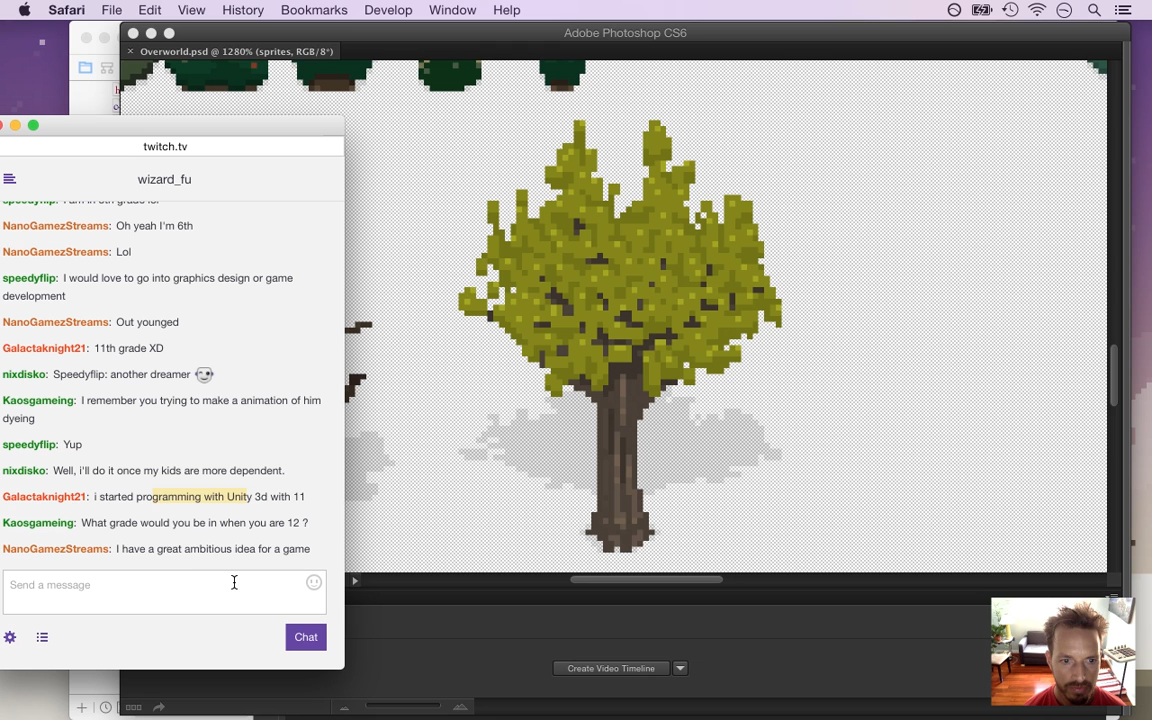 Safari File Edit View History Bookmarks Develop Window Help
Adobe Photoshop CS6
× Overworld.psd @ 1280% (sprites, RGB/8*)
twitch.tv
wizard_fu
NanoGamezStreams: Oh yeah I'm 6th
NanoGamezStreams: Lol
speedyflip: I would love to go into graphics design or game
development
NanoGamezStreams: Out younged
Galactaknight21: 11th grade XD
nixdisko: Speedyflip: another dreamer
Kaosgameing: I remember you trying to make a animation of him
dyeing
speedyflip: Yup
nixdisko: Well, i'll do it once my kids are more dependent.
Galactaknight21: i started programming with Unity 3d with 11
Kaosgameing: What grade would you be in when you are 12 ?
NanoGamezStreams: I have a great ambitious idea for a game
Send a message
Chat
Create Video Timeline